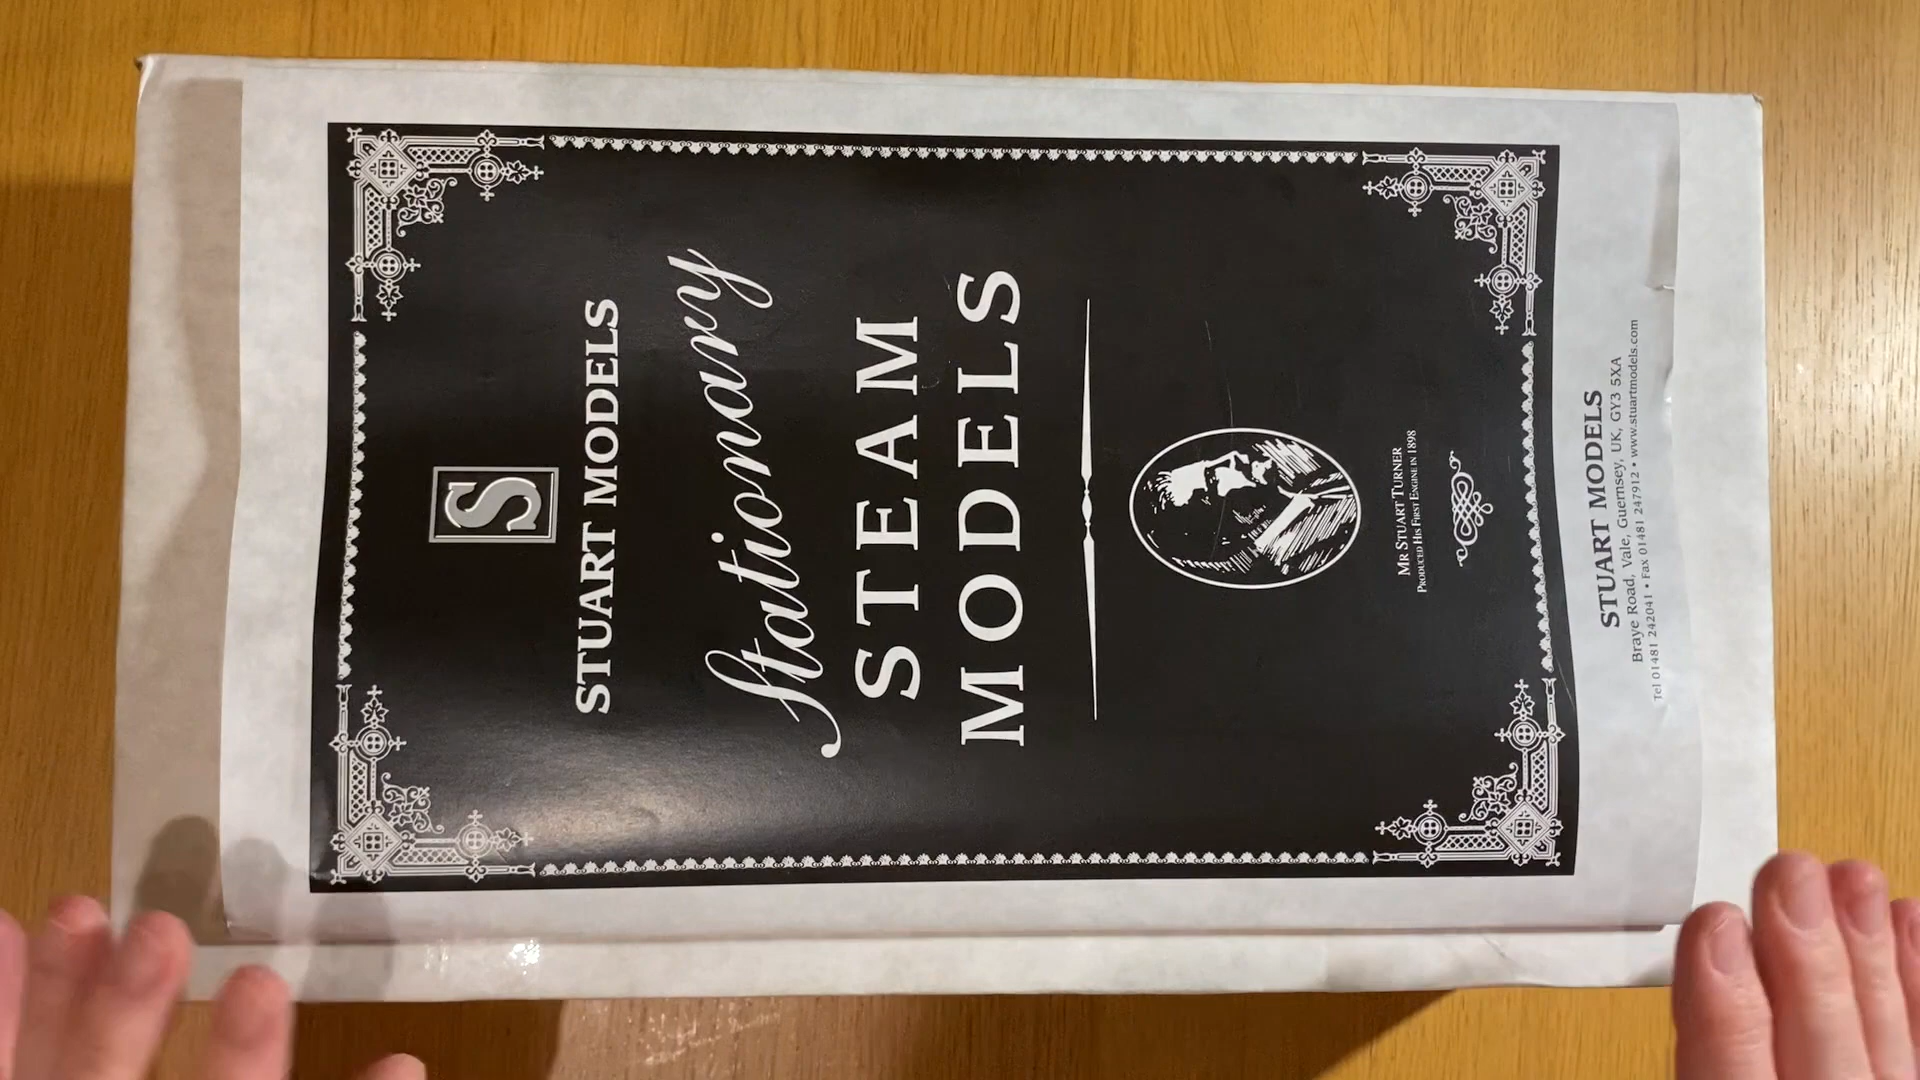 S
STUART MODELS
Stationary
STEAM
MODELS
MR STUART TURNER
PRODUCED HIS FIRST ENGINE IN 1898
STUART MODELS
Braye Road, Vale, Guernsey, UK, GY3 5XA
Tel 01481 242041 • Fax 01481 247912 • www.stuartmodels.com